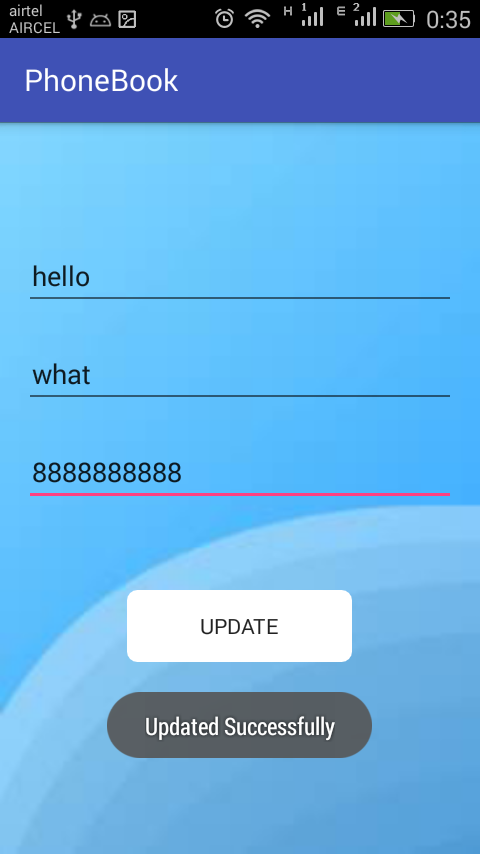 airtel
AIRCEL
H 1 E 2 0:35
PhoneBook
hello
what
8888888888
UPDATE
Updated Successfully